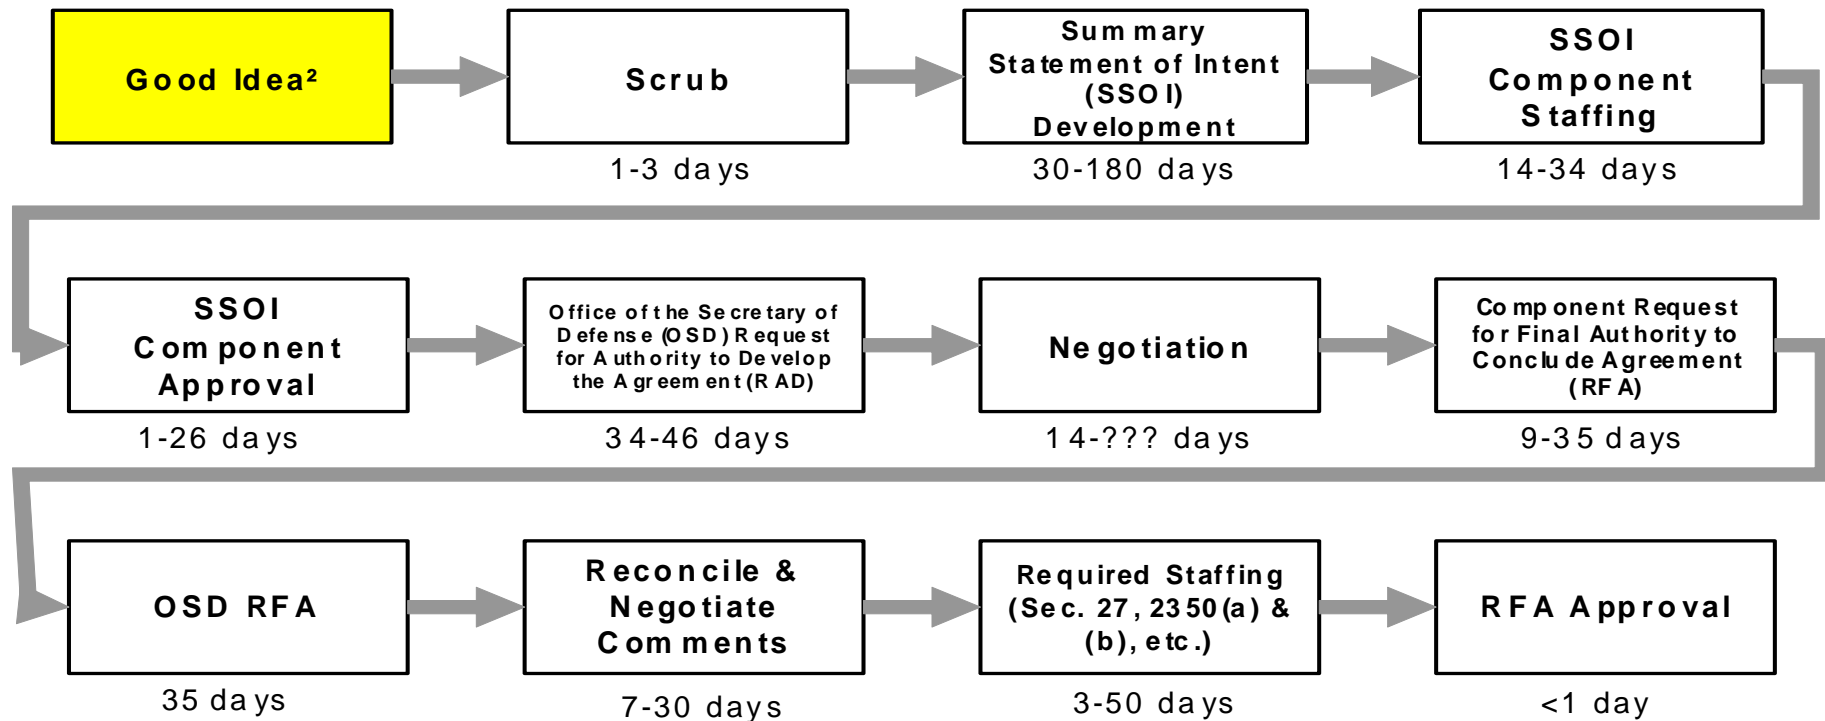 Good Idea²
Scrub
1-3 days
Summary
Statement of Intent
(SSOI)
Development
30-180 days
SSOI
Component
Staffing
14-34 days
SSOI
Component
Approval
1-26 days
Office of the Secretary of
Defense (OSD) Request
for Authority to Develop
the Agreement (RAD)
34-46 days
Negotiation
14-??? days
Component Request
for Final Authority to
Conclude Agreement
(RFA)
9-35 days
OSD RFA
35 days
Reconcile &
Negotiate
Comments
7-30 days
Required Staffing
(Sec. 27, 2350(a) &
(b), etc.)
3-50 days
RFA Approval
<1 day